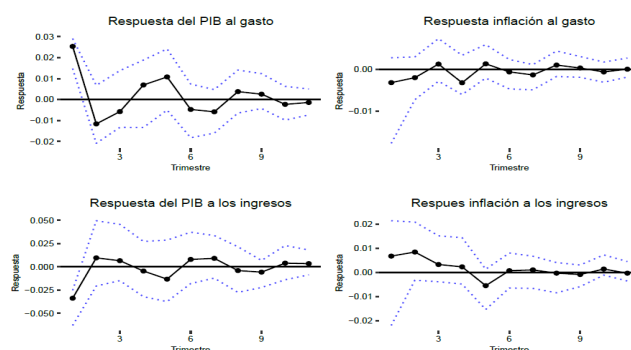 Respuesta del PIB al gasto
Respuesta
0.03
0.02
0.01
0.00
−0.01
−0.02
3
6
9
Trimestre
Respuesta inflación al gasto
Respuesta
0.00
−0.01
3
6
9
Trimestre
Respuesta del PIB a los ingresos
Respuesta
0.050
0.025
0.000
−0.025
−0.050
3
6
9
Trimestre
Respues inflación a los ingresos
Respuesta
0.02
0.01
0.00
−0.01
−0.02
3
6
9
Trimestre